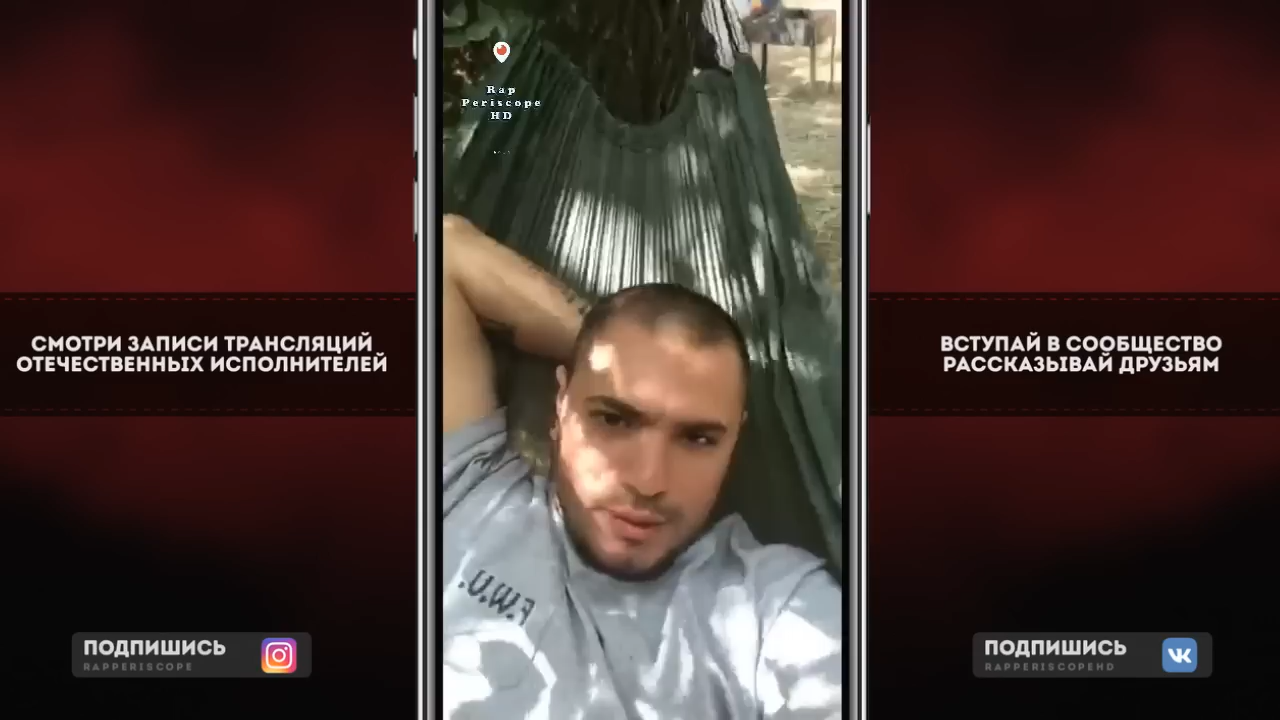 Rap
Periscope
HD
СМОТРИ ЗАПИСИ ТРАНСЛЯЦИЙ
ОТЕЧЕСТВЕННЫХ ИСПОЛНИТЕЛЕЙ
ВСТУПАЙ В СООБЩЕСТВО
РАССКАЗЫВАЙ ДРУЗЬЯМ
F.W.U.
ПОДПИШИСЬ
RAPPERISCOPE
ПОДПИШИСЬ
RAPPERISCOPEHD